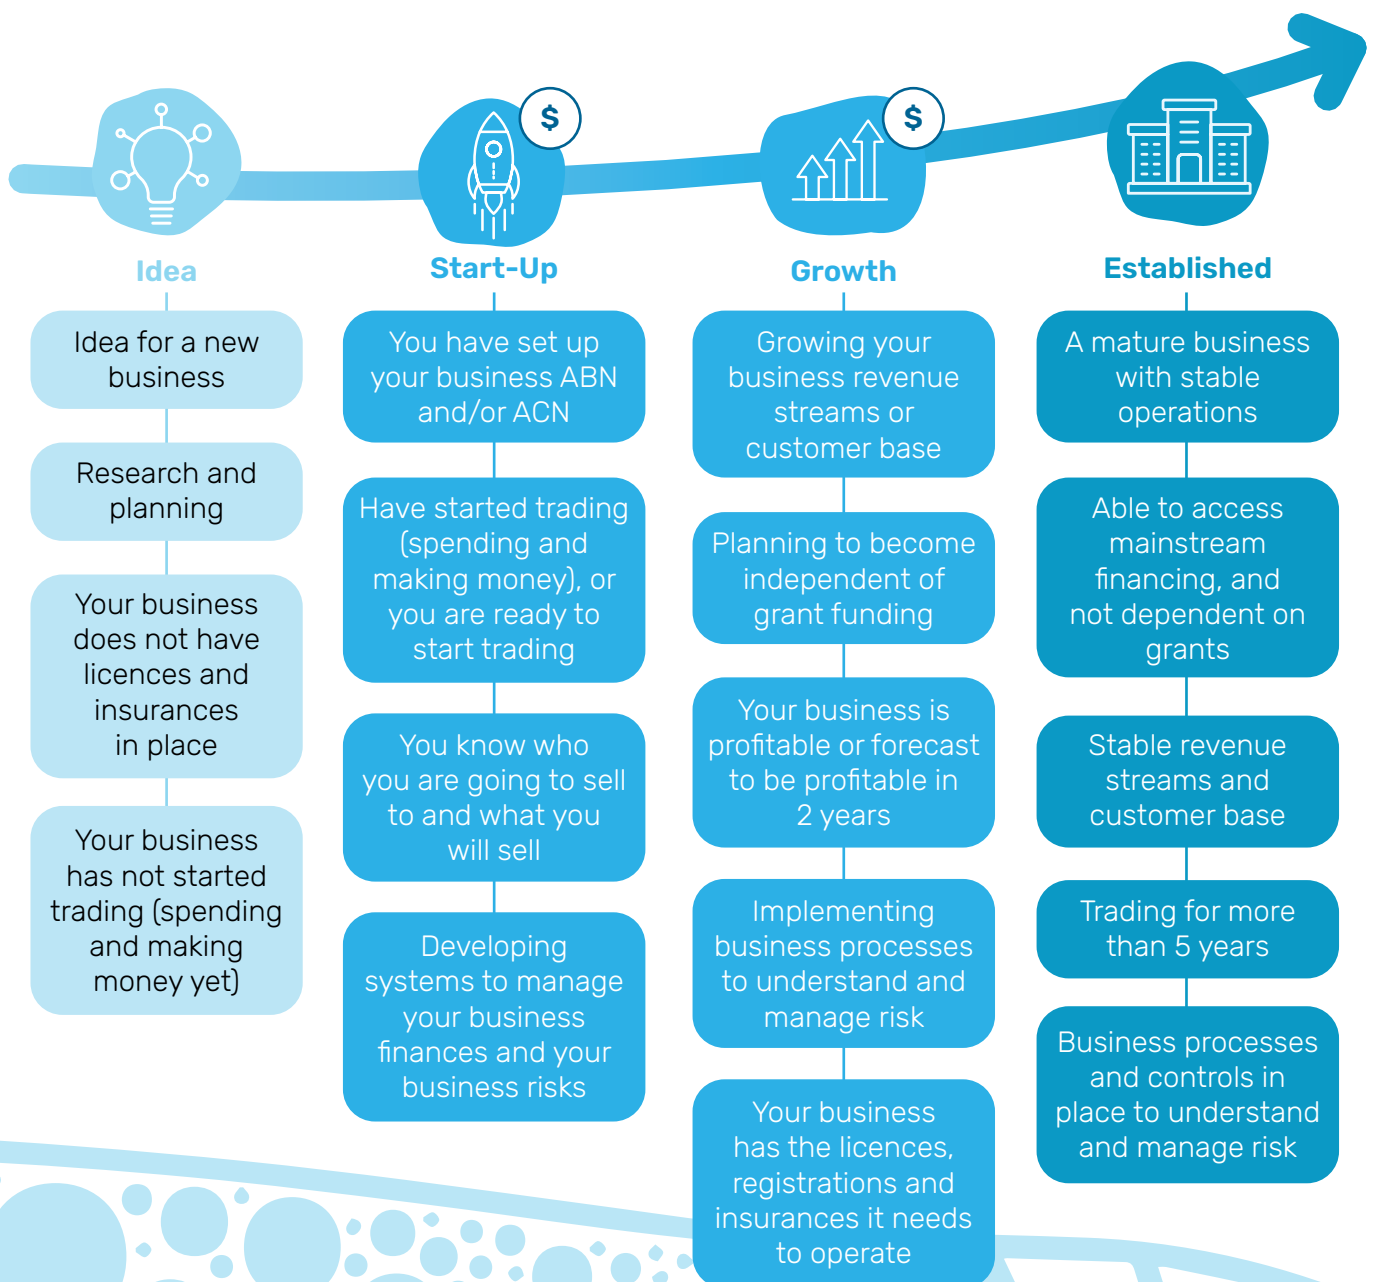 $
$
Idea
Idea for a new
business
Research and
planning
Your business
does not have
licences and
insurances
in place
Your business
has not started
trading (spending
and making
money yet)
Start-Up
You have set up
your business ABN
and/or ACN
Have started trading
(spending and
making money), or
you are ready to
start trading
You know who
you are going to sell
to and what you
will sell
Developing
systems to manage
your business
finances and your
business risks
Growth
Growing your
business revenue
streams or
customer base
Planning to become
independent of
grant funding
Your business is
profitable or forecast
to be profitable in
2 years
Implementing
business processes
to understand and
manage risk
Your business
has the licences,
registrations and
insurances it needs
to operate
Established
A mature business
with stable
operations
Able to access
mainstream
financing, and
not dependent on
grants
Stable revenue
streams and
customer base
Trading for more
than 5 years
Business processes
and controls in
place to understand
and manage risk